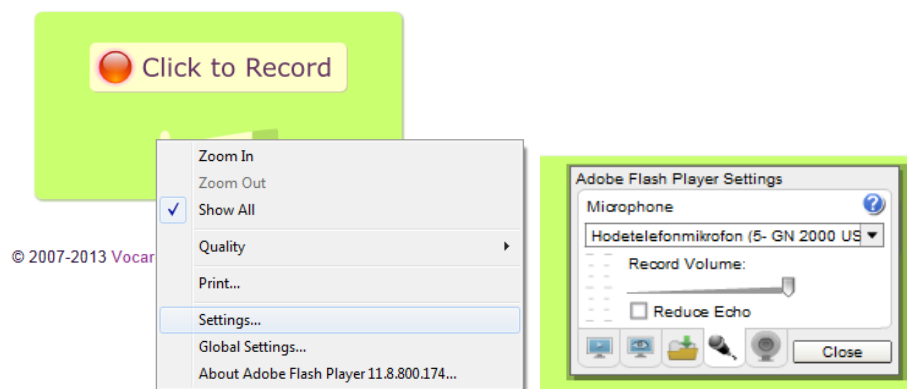 Click to Record
Zoom In
Zoom Out
Show All
Quality
Print...
Settings...
Global Settings...
About Adobe Flash Player 11.8.800.174...
© 2007-2013 Vocar
Adobe Flash Player Settings
Microphone
Hodetelefonmikrofon (5- GN 2000 US
Record Volume:
Reduce Echo
Close